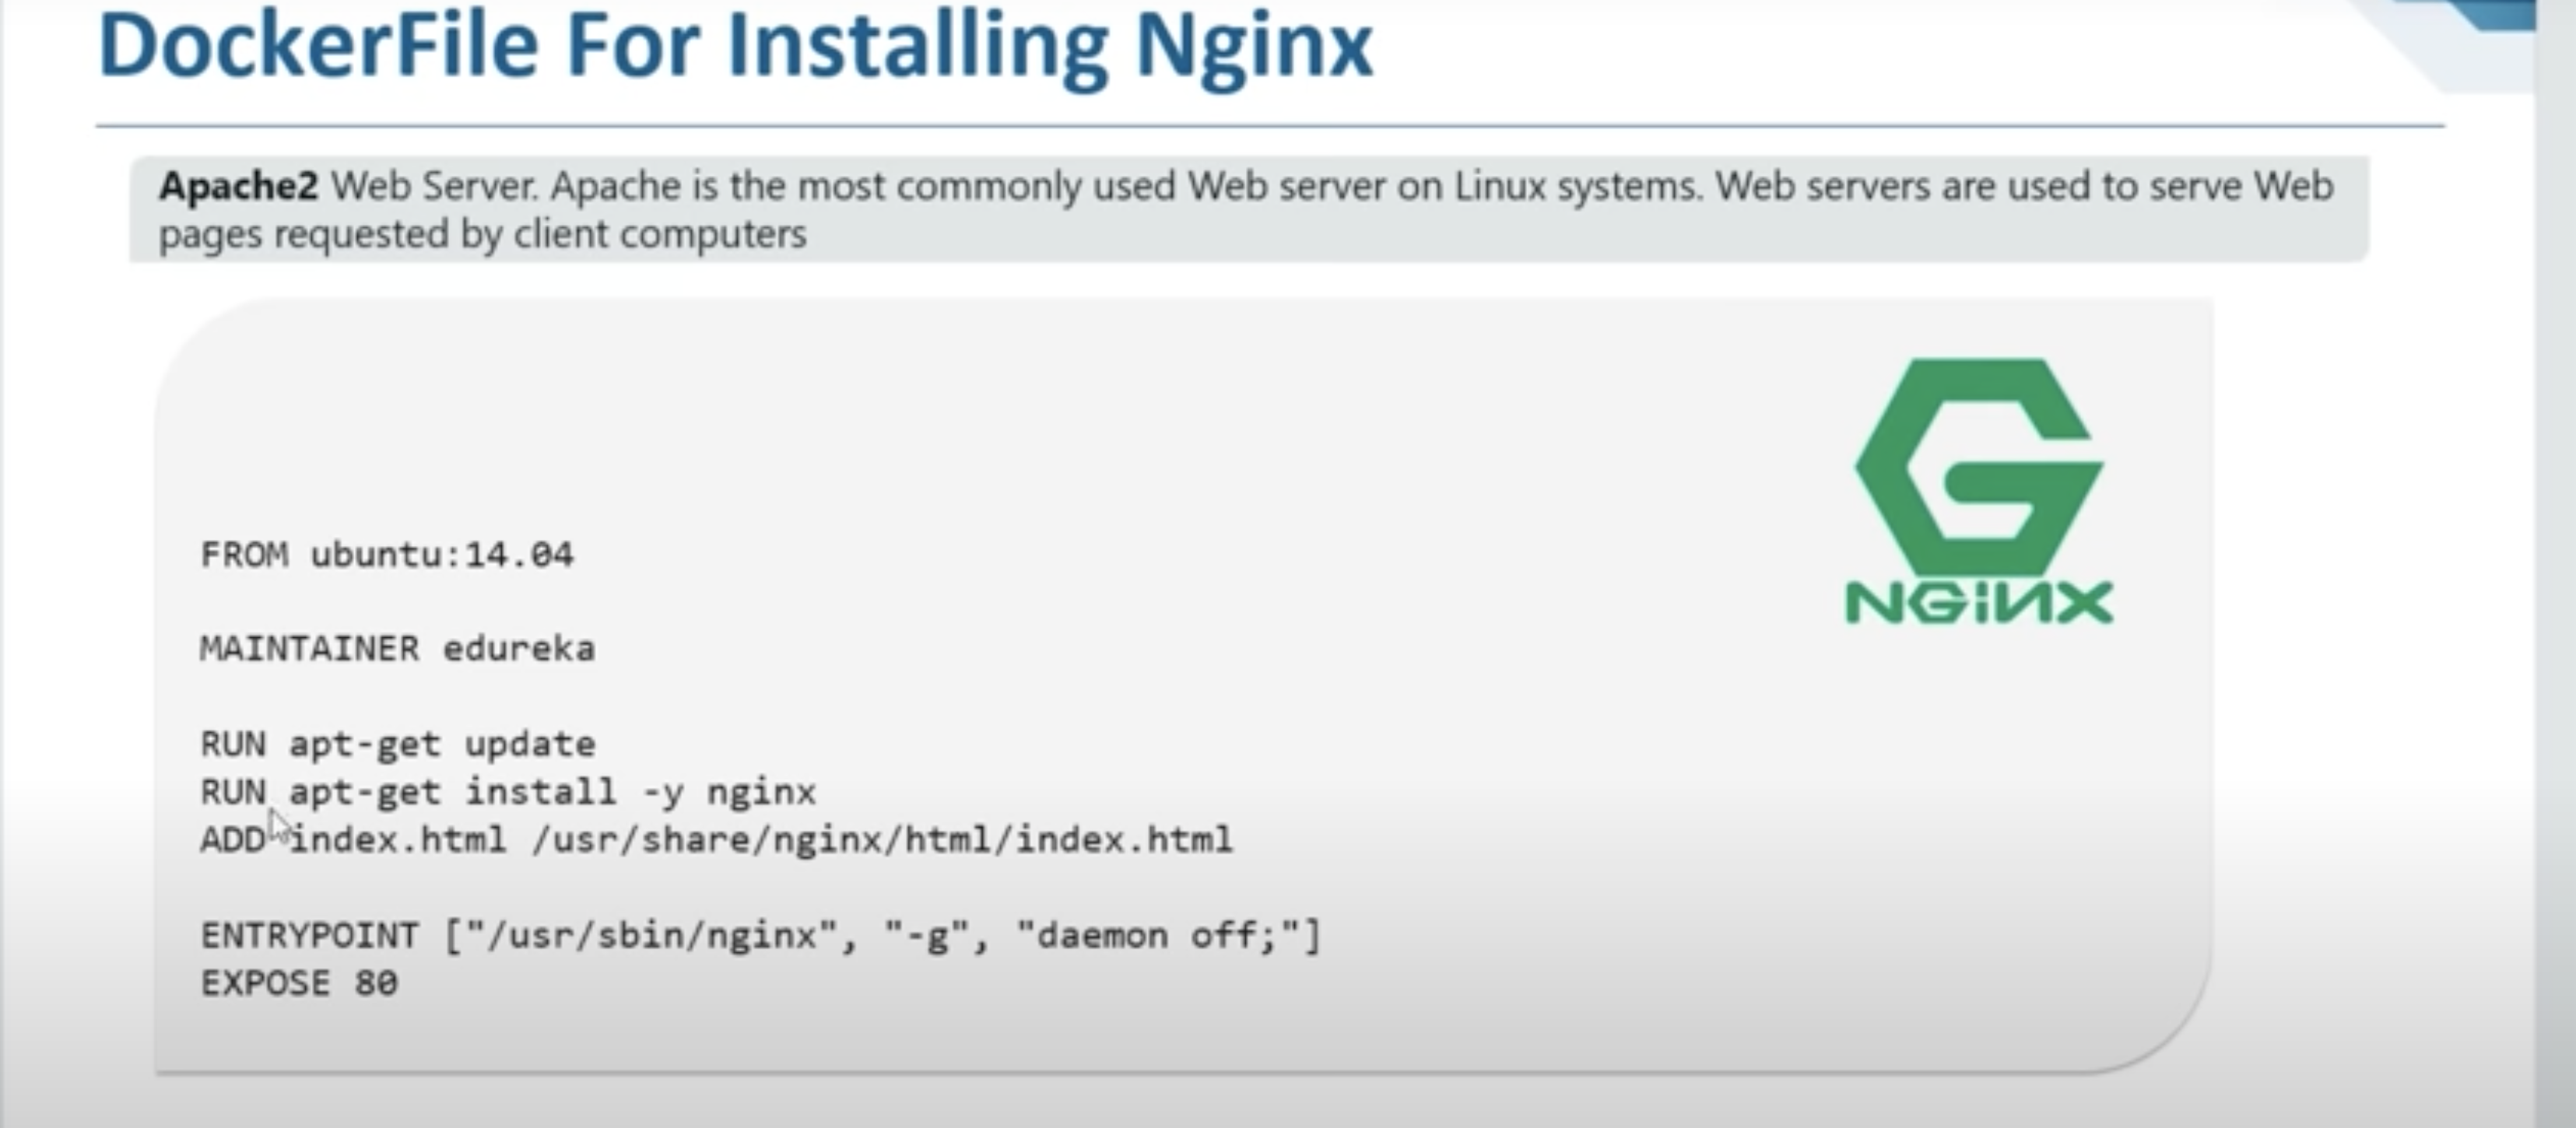 DockerFile For Installing Nginx
Apache2 Web Server. Apache is the most commonly used Web server on Linux systems. Web servers are used to serve Web
pages requested by client computers
NGiNX
FROM ubuntu:14.04
MAINTAINER edureka
RUN apt-get update
RUN apt-get install -y nginx
ADD index.html /usr/share/nginx/html/index.html
ENTRYPOINT ["/usr/sbin/nginx", "-g", "daemon off;"]
EXPOSE 80